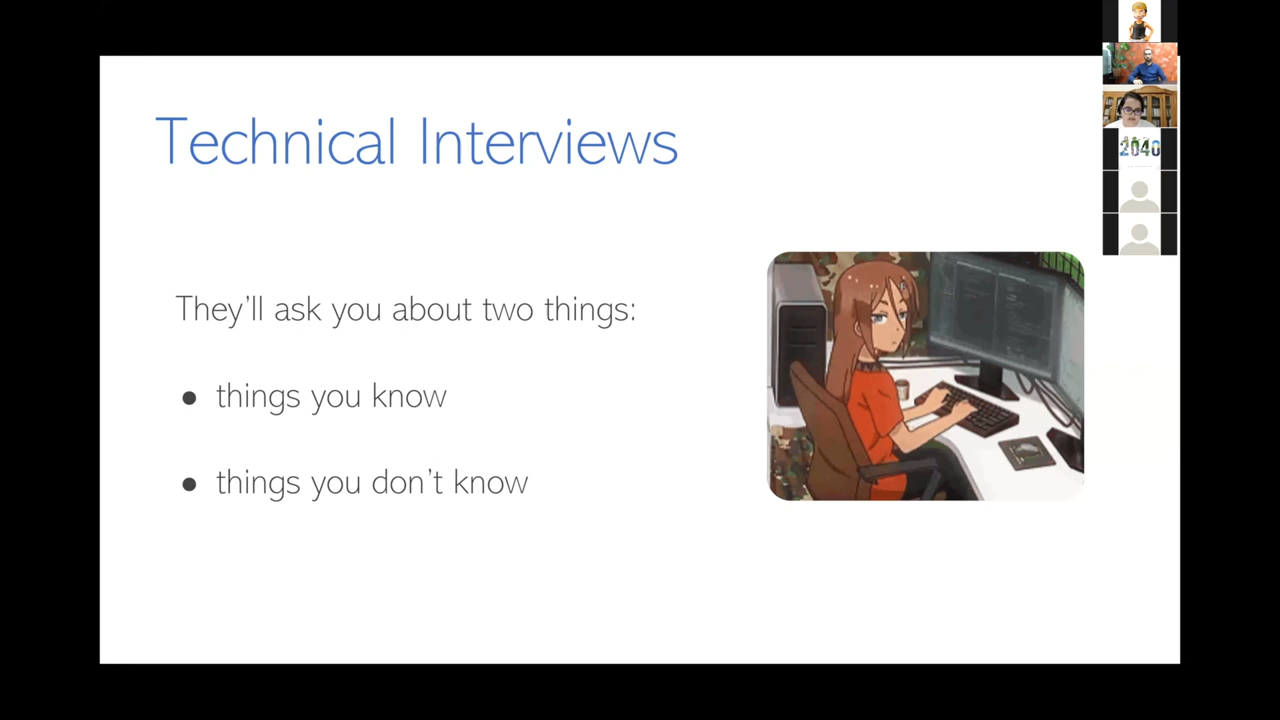 Technical Interviews
They'll ask you about two things:
● things you know
● things you don't know
2040